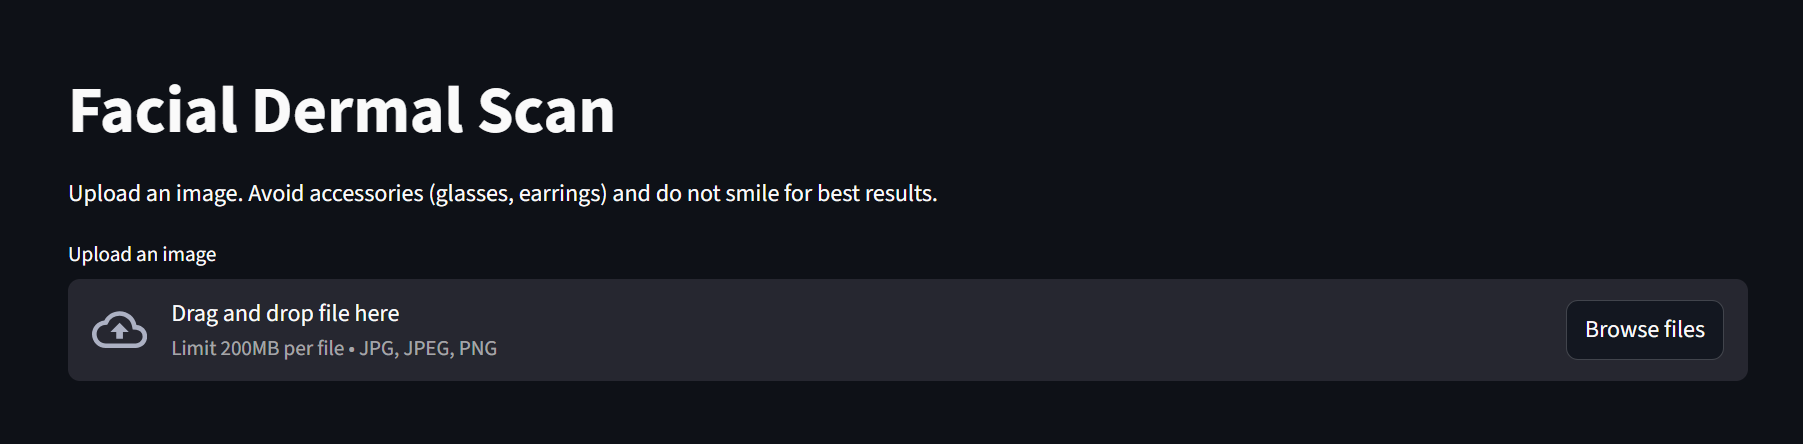 Facial Dermal Scan
Upload an image. Avoid accessories (glasses, earrings) and do not smile for best results.
Upload an image
Drag and drop file here
Limit 200MB per file • JPG, JPEG, PNG
Browse files